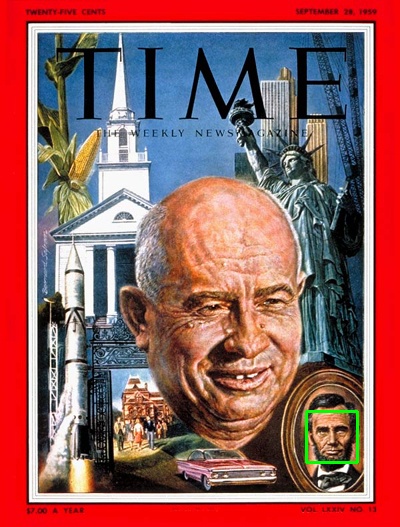 TWENTY-FIVE CENTS
SEPTEMBER 28, 1959
TIME
THE WEEKLY NEWSMAGAZINE
$7.00 A YEAR
VOL. LXXIV NO. 13